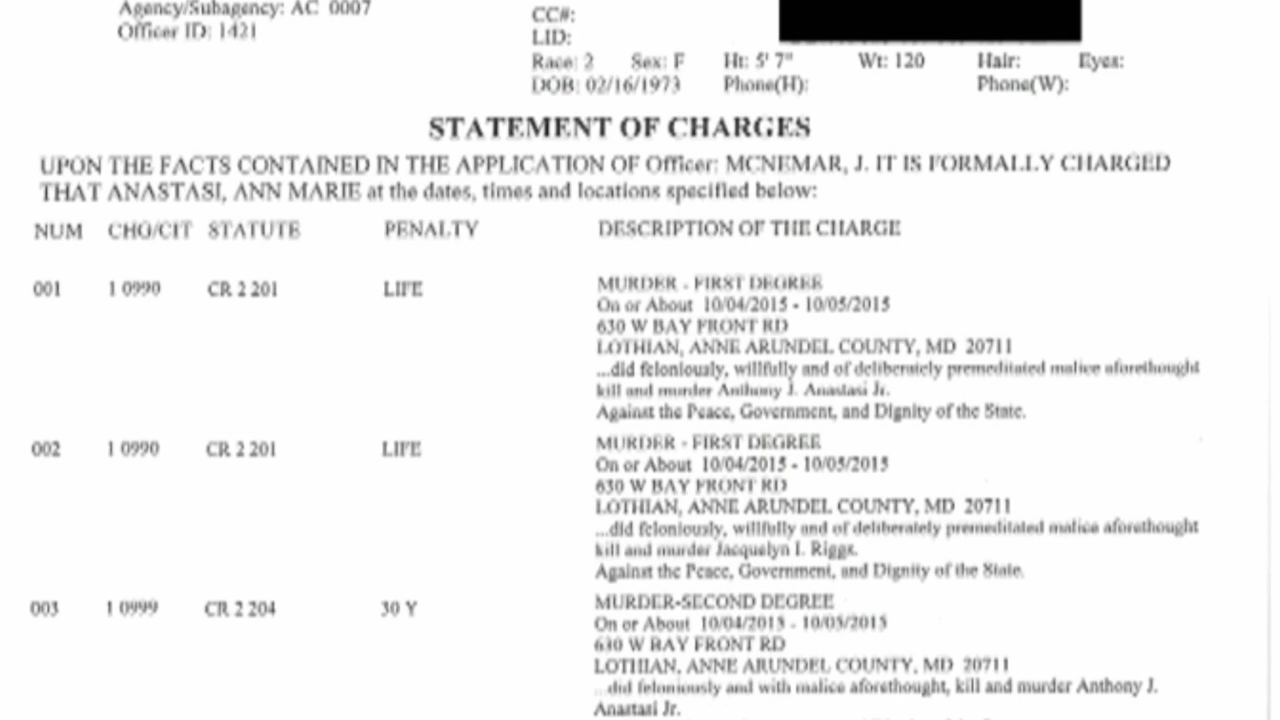 Agency/Subagency: AC 0007
Officer ID: 1421
CC#:
LID:
Race: 2 Sex: F Ht: 5' 7" Wt: 120 Hair: Eyes:
DOB: 02/16/1973 Phone(H): Phone(W):
STATEMENT OF CHARGES
UPON THE FACTS CONTAINED IN THE APPLICATION OF Officer: MCNEMAR, J. IT IS FORMALLY CHARGED
THAT ANASTASI, ANN MARIE at the dates, times and locations specified below:
NUM CHG/CIT STATUTE PENALTY DESCRIPTION OF THE CHARGE
001 1 0990 CR 2 201 LIFE MURDER - FIRST DEGREE
On or About 10/04/2015 - 10/05/2015
630 W BAY FRONT RD
LOTHIAN, ANNE ARUNDEL COUNTY, MD 20711
...did feloniously, willfully and of deliberately premeditated malice aforethought
kill and murder Anthony J. Anastasi Jr.
Against the Peace, Government, and Dignity of the State.
002 1 0990 CR 2 201 LIFE MURDER - FIRST DEGREE
On or About 10/04/2015 - 10/05/2015
630 W BAY FRONT RD
LOTHIAN, ANNE ARUNDEL COUNTY, MD 20711
...did feloniously, willfully and of deliberately premeditated malice aforethought
kill and murder Jacquelyn I. Riggs.
Against the Peace, Government, and Dignity of the State.
003 1 0999 CR 2 204 30 Y MURDER-SECOND DEGREE
On or About 10/04/2015 - 10/05/2015
630 W BAY FRONT RD
LOTHIAN, ANNE ARUNDEL COUNTY, MD 20711
...did feloniously and with malice aforethought, kill and murder Anthony J.
Anastasi Jr.